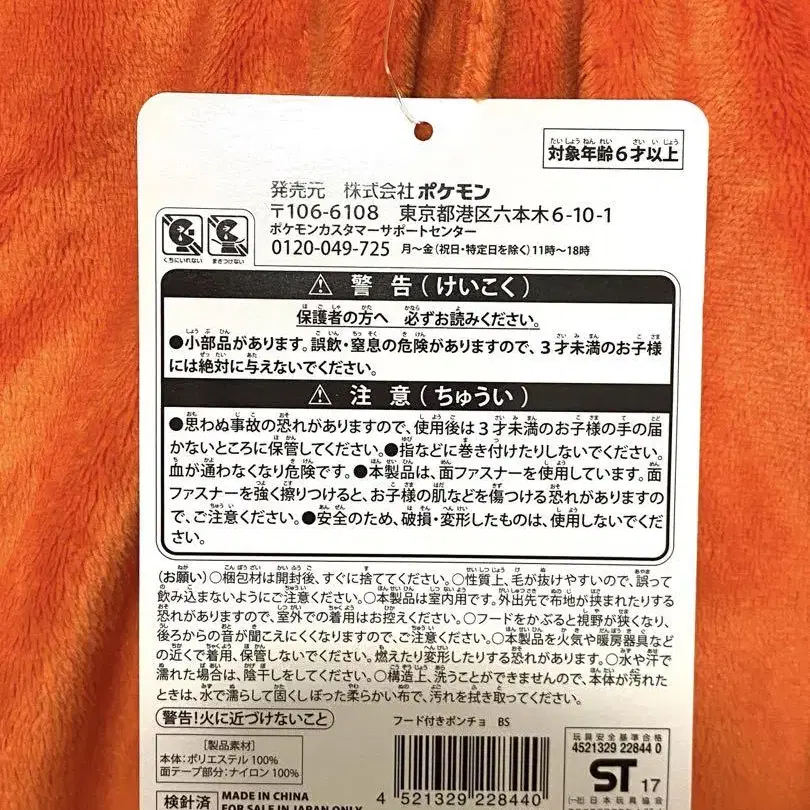 対象年齢6才以上
発売元 株式会社ポケモン
〒106-6108 東京都港区六本木6-10-1
ポケモンカスタマーサポートセンター
0120-049-725 月~金(祝日・特定日を除く)11時~18時
くちにいれない まきつけない
⚠ 警告(けいこく)
保護者の方へ 必ずお読みください。
●小部品があります。誤飲・窒息の危険がありますので、3才未満のお子様
には絶対に与えないでください。
⚠ 注意(ちゅうい)
●思わぬ事故の恐れがありますので、使用後は3才未満のお子様の手の届
かないところに保管してください。●指などに巻き付けたりしないでください。
血が通わなくなり危険です。●本製品は、面ファスナーを使用しています。面
ファスナーを強く擦りつけると、お子様の肌などを傷つける恐れがありますの
で、ご注意ください。●安全のため、破損・変形したものは、使用しないでくだ
さい。
(お願い)○梱包材は開封後、すぐに捨ててください。○性質上、毛が抜けやすいので、誤って
飲み込まないようにご注意ください。○本製品は室内用です。外出先で布地が挟まれたりする
恐れがありますので、室外での着用はお控えください。○フードをかぶると視野が狭くなり、
後ろからの音が聞こえにくくなりますので、ご注意ください。○本製品を火気や暖房器具など
の近くで着用、保管しないでください。燃えたり変形したりする恐れがあります。○水や汗で
濡れた場合は、陰干しをしてください。○構造上、洗うことができませんので、本体が汚れた
ときは、水で濡らして固くしぼった柔らかい布で、汚れを拭き取ってください。
警告!火に近づけないこと
フード付きポンチョ BS
[製品素材]
本体:ポリエステル100%
面テープ部分:ナイロン100%
検針済
MADE IN CHINA
FOR SALE IN JAPAN ONLY
4 521329 228440
玩具安全基準合格
4521329 22844 0
ST 17
(一社)日本玩具協会